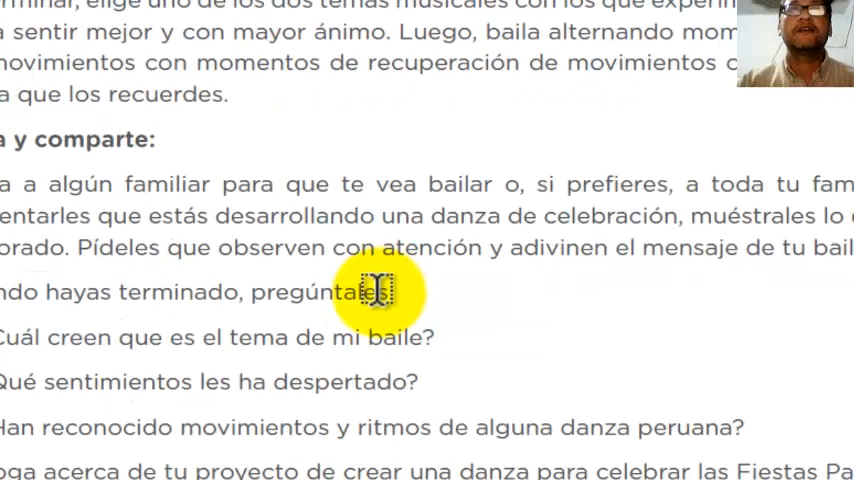 rminar, elige uno de los dos temas musicales con los que experim
a sentir mejor y con mayor ánimo. Luego, baila alternando mom
movimientos con momentos de recuperación de movimientos
a que los recuerdes.
a y comparte:
a a algún familiar para que te vea bailar o, si prefieres, a toda tu fam
entarles que estás desarrollando una danza de celebración, muéstrales lo
orado. Pídeles que observen con atención y adivinen el mensaje de tu bail
ndo hayas terminado, pregúntales:
Cuál creen que es el tema de mi baile?
Qué sentimientos les ha despertado?
Han reconocido movimientos y ritmos de alguna danza peruana?
oga acerca de tu proyecto de crear una danza para celebrar las Fiestas Pa